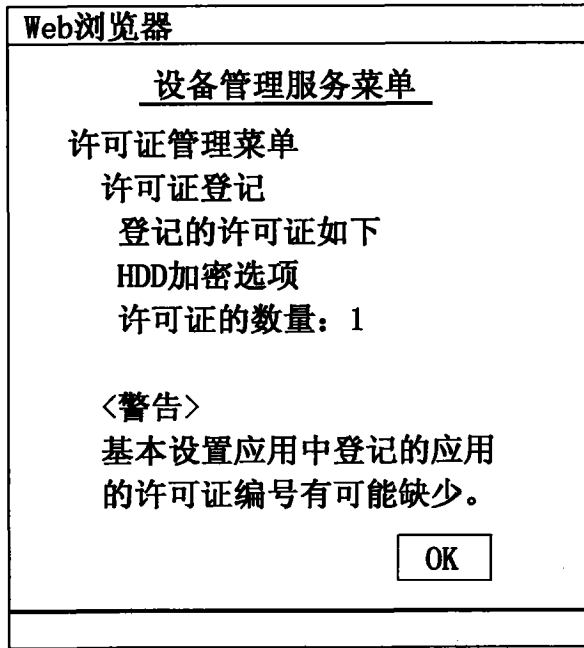 Web浏览器
设备管理服务菜单
许可证管理菜单
许可证登记
登记的许可证如下
HDD加密选项
许可证的数量：1
<警告>
基本设置应用中登记的应用
的许可证编号有可能缺少。
OK